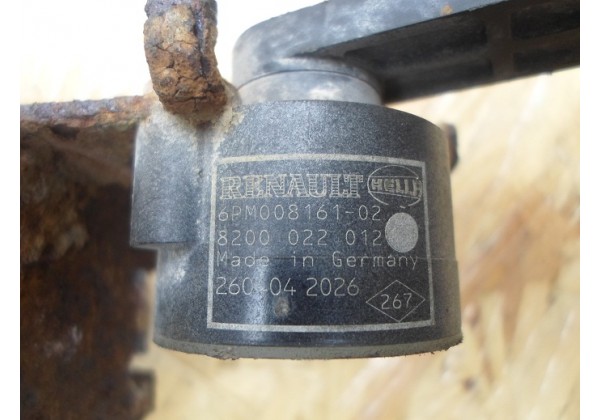 RENAULT HELLA
6PM008161-02
8200 022 012
Made in Germany
260-04 2026
267